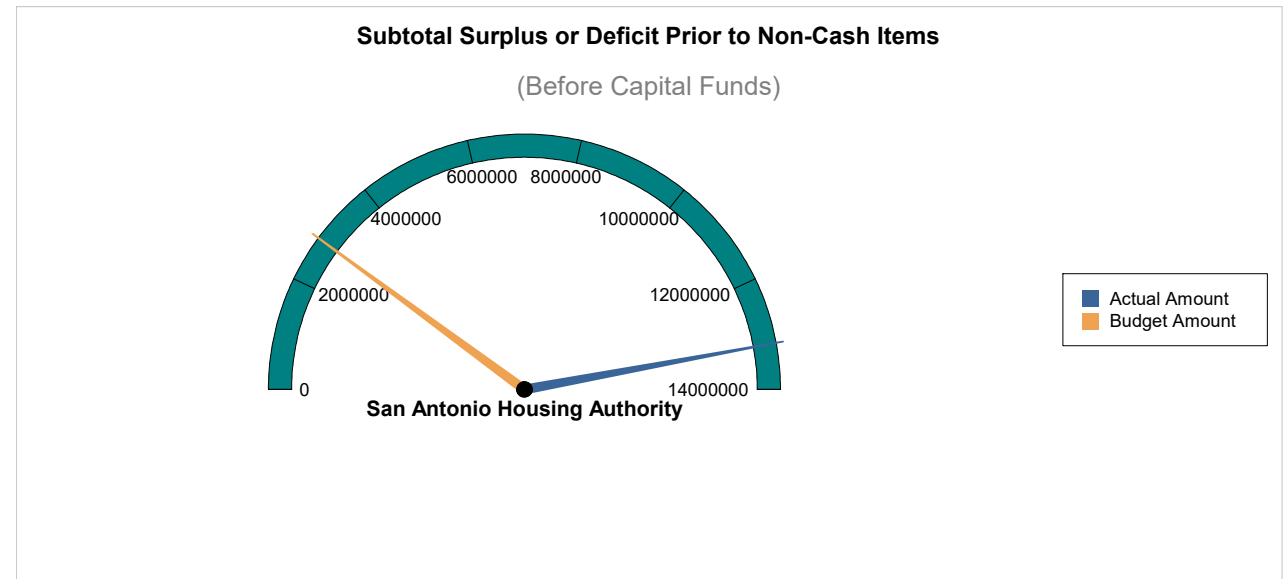 Subtotal Surplus or Deficit Prior to Non-Cash Items
(Before Capital Funds)
6000000 8000000
4000000 10000000
2000000 12000000
0 14000000
San Antonio Housing Authority
Actual Amount
Budget Amount